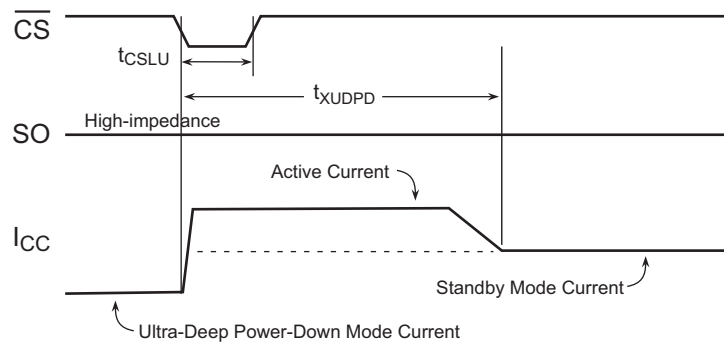 CS
tCSLU
tXUDPD
High-impedance
SO
Active Current
ICC
Standby Mode Current
Ultra-Deep Power-Down Mode Current